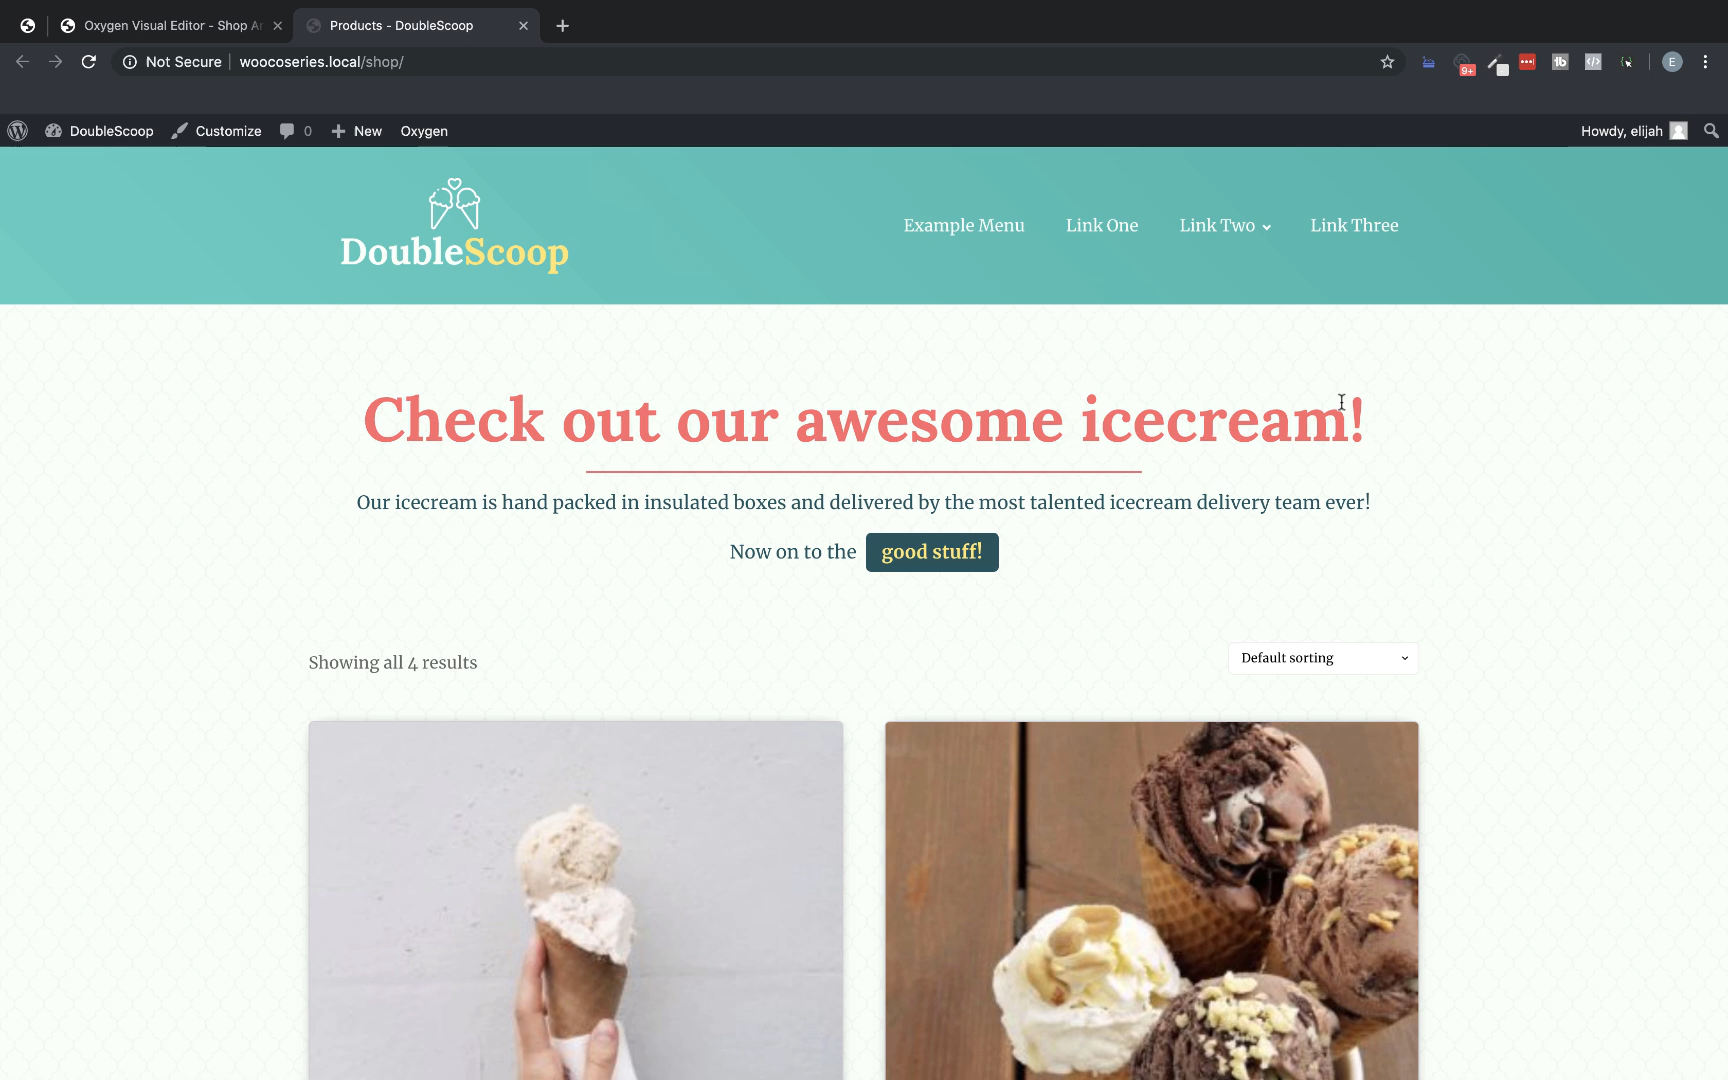 Oxygen Visual Editor - Shop Ar
Products - DoubleScoop
Not Secure woocoseries.local/shop/
9+
E
DoubleScoop Customize 0 New Oxygen
Howdy, elijah
DoubleScoop
Example Menu Link One Link Two Link Three
Check out our awesome icecream!
Our icecream is hand packed in insulated boxes and delivered by the most talented icecream delivery team ever!
Now on to the good stuff!
Showing all 4 results
Default sorting